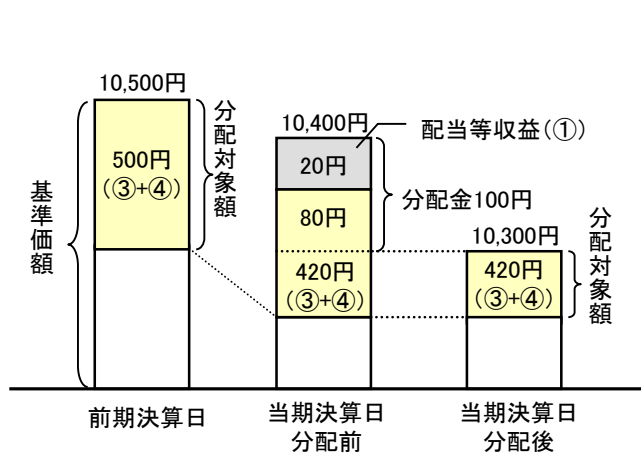 基準価額
10,500円
500円
(③+④)
分配対象額
前期決算日
10,400円
配当等収益(①)
20円
80円
分配金100円
420円
(③+④)
当期決算日
分配前
10,300円
420円
(③+④)
分配対象額
当期決算日
分配後